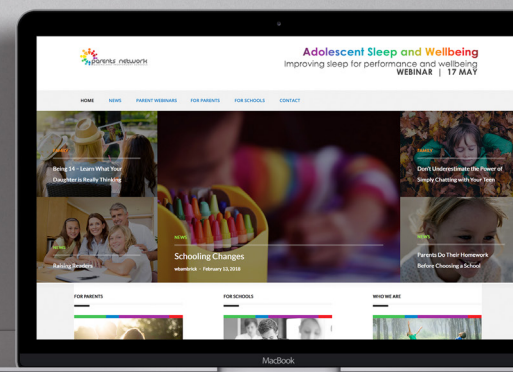 parents network
Adolescent Sleep and Wellbeing
Improving sleep for performance and wellbeing
WEBINAR | 17 MAY
HOME NEWS PARENT WEBINARS FOR PARENTS FOR SCHOOLS CONTACT
FAMILY
Being 14 – Learn What Your
Daughter is Really Thinking
NEWS
Raising Readers
NEWS
Schooling Changes
wbambrick - February 13, 2018
FAMILY
Don't Underestimate the Power of
Simply Chatting with Your Teen
NEWS
Parents Do Their Homework
Before Choosing a School
FOR PARENTS
FOR SCHOOLS
WHO WE ARE
MacBook